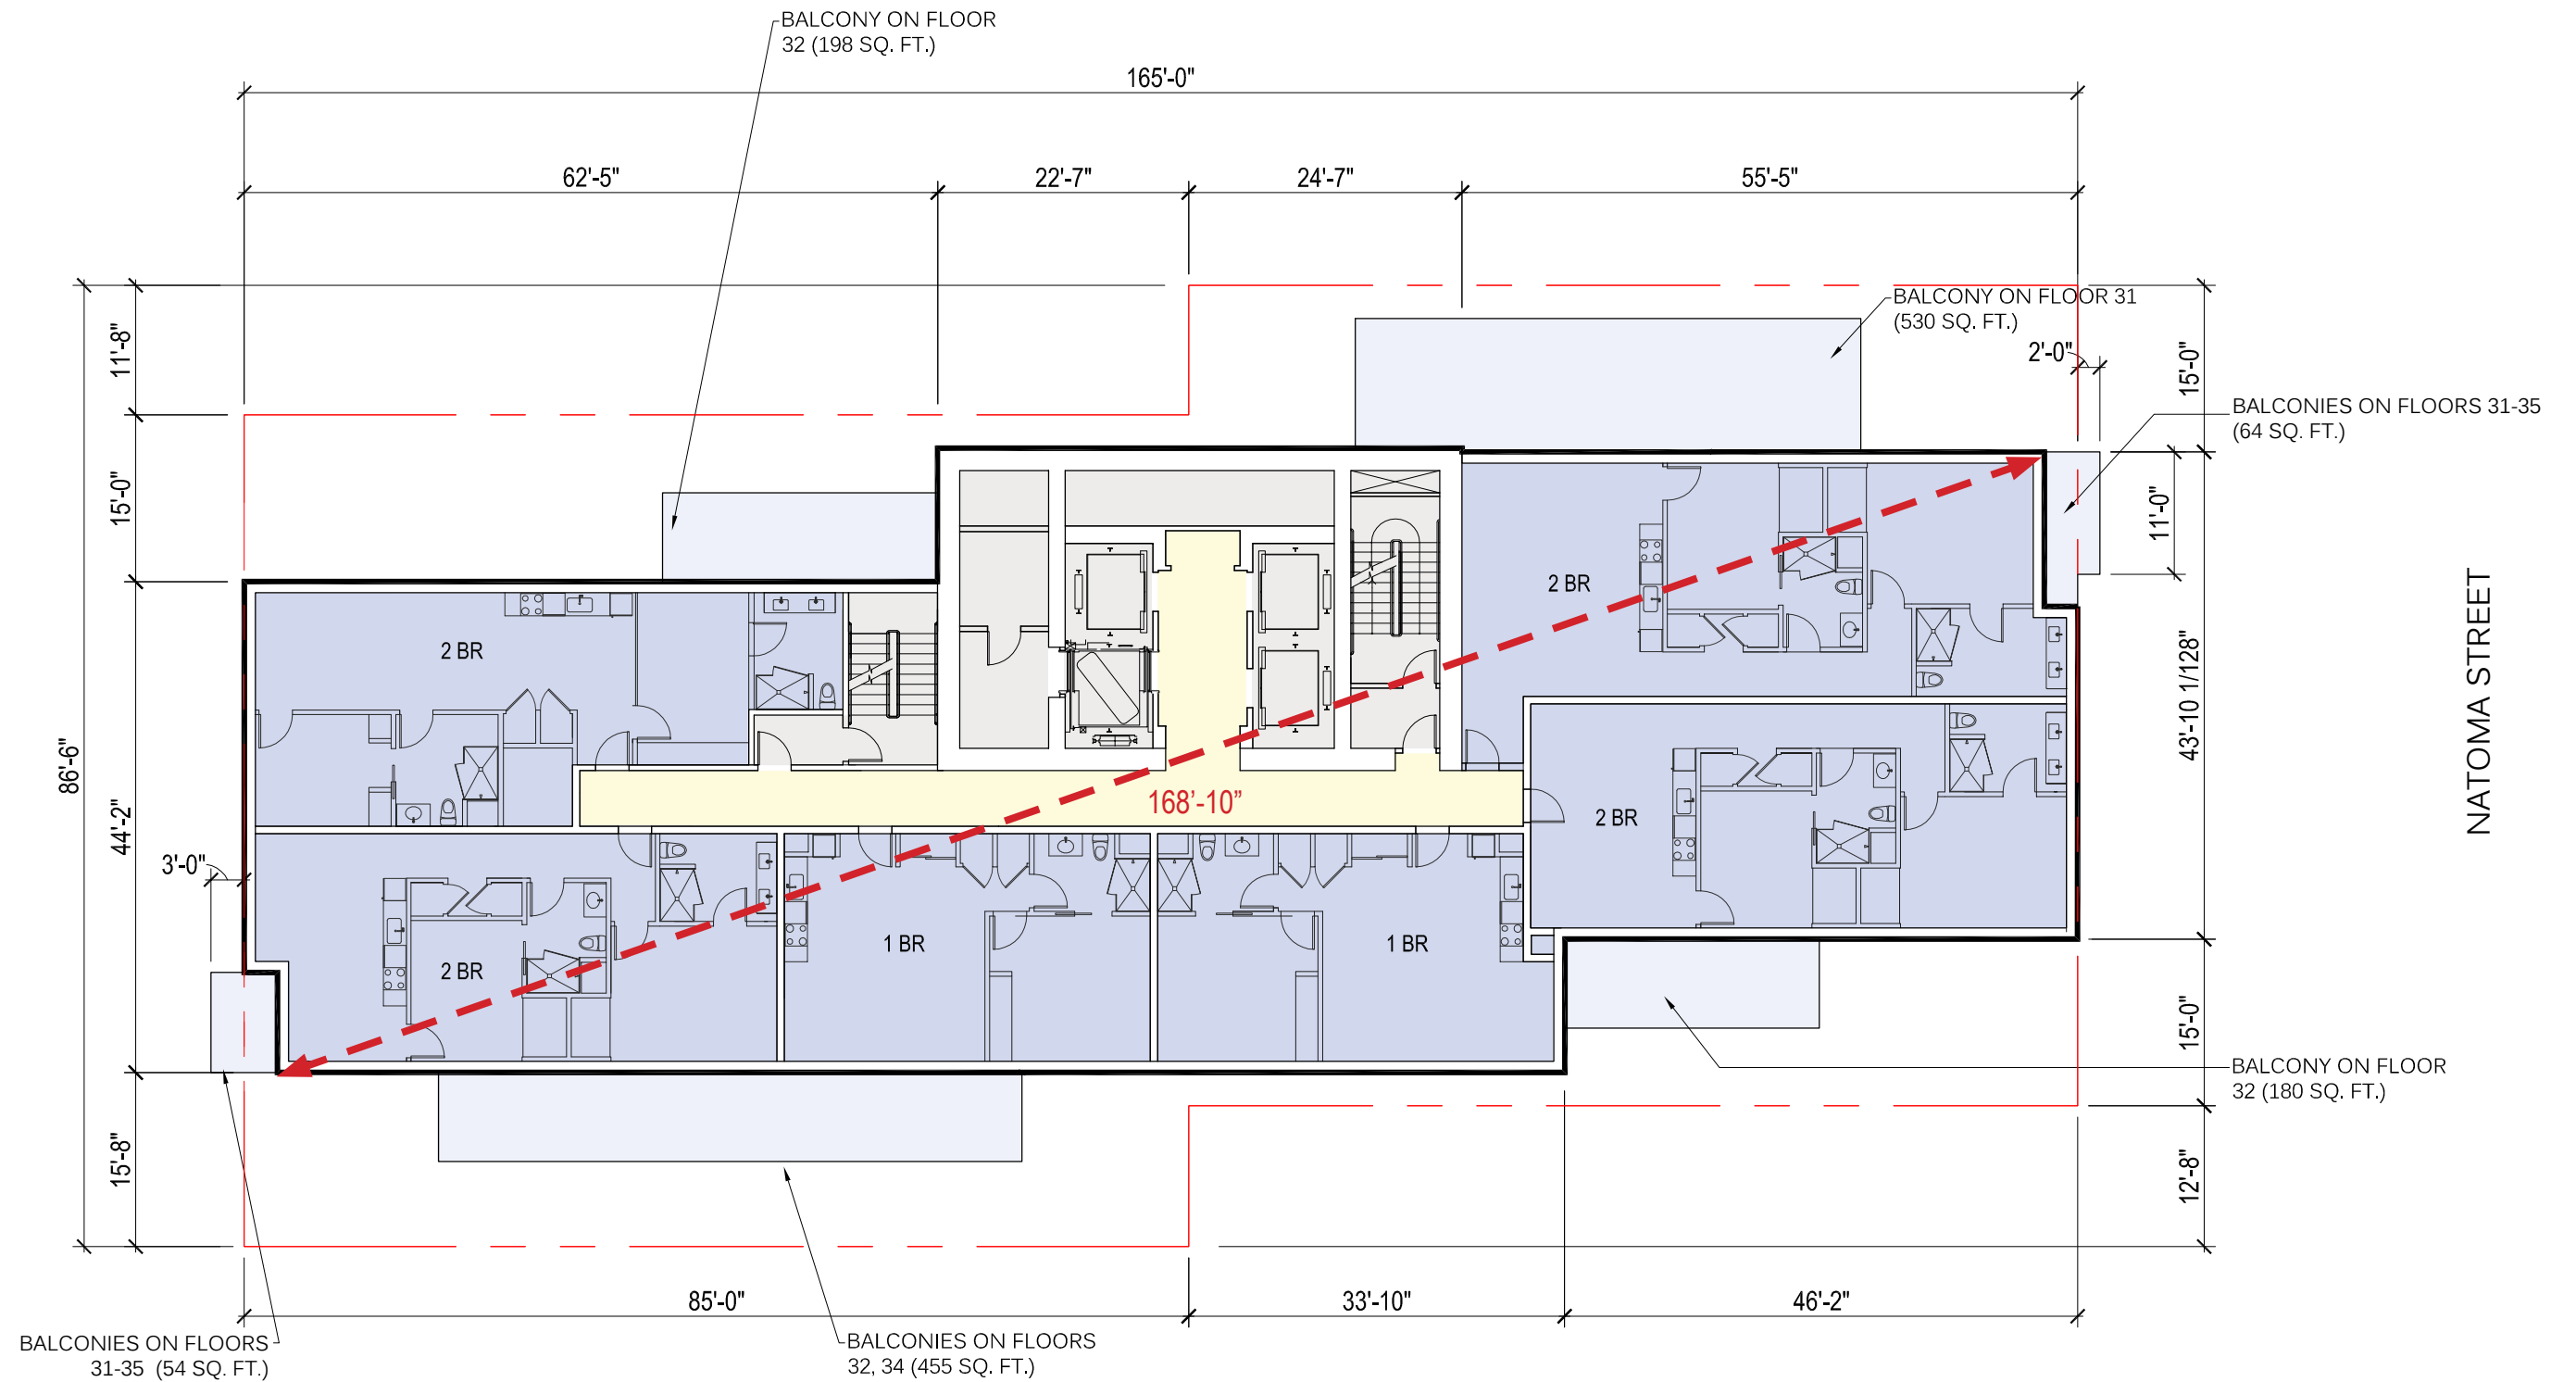 BALCONY ON FLOOR
32 (198 SQ. FT.)
165'-0"
62'-5"
22'-7"
24'-7"
55'-5"
BALCONY ON FLOOR 31
(530 SQ. FT.)
2'-0"
11'-8"
15'-0"
BALCONIES ON FLOORS 31-35
(64 SQ. FT.)
15'-0"
11'-0"
2 BR
2 BR
NATOMA STREET
43'-10 1/128"
86'-6"
168'-10”
2 BR
44'-2"
3'-0"
2 BR
1 BR
1 BR
15'-0"
BALCONY ON FLOOR
32 (180 SQ. FT.)
15'-8"
12'-8"
85'-0"
33'-10"
46'-2"
BALCONIES ON FLOORS
31-35 (54 SQ. FT.)
BALCONIES ON FLOORS
32, 34 (455 SQ. FT.)